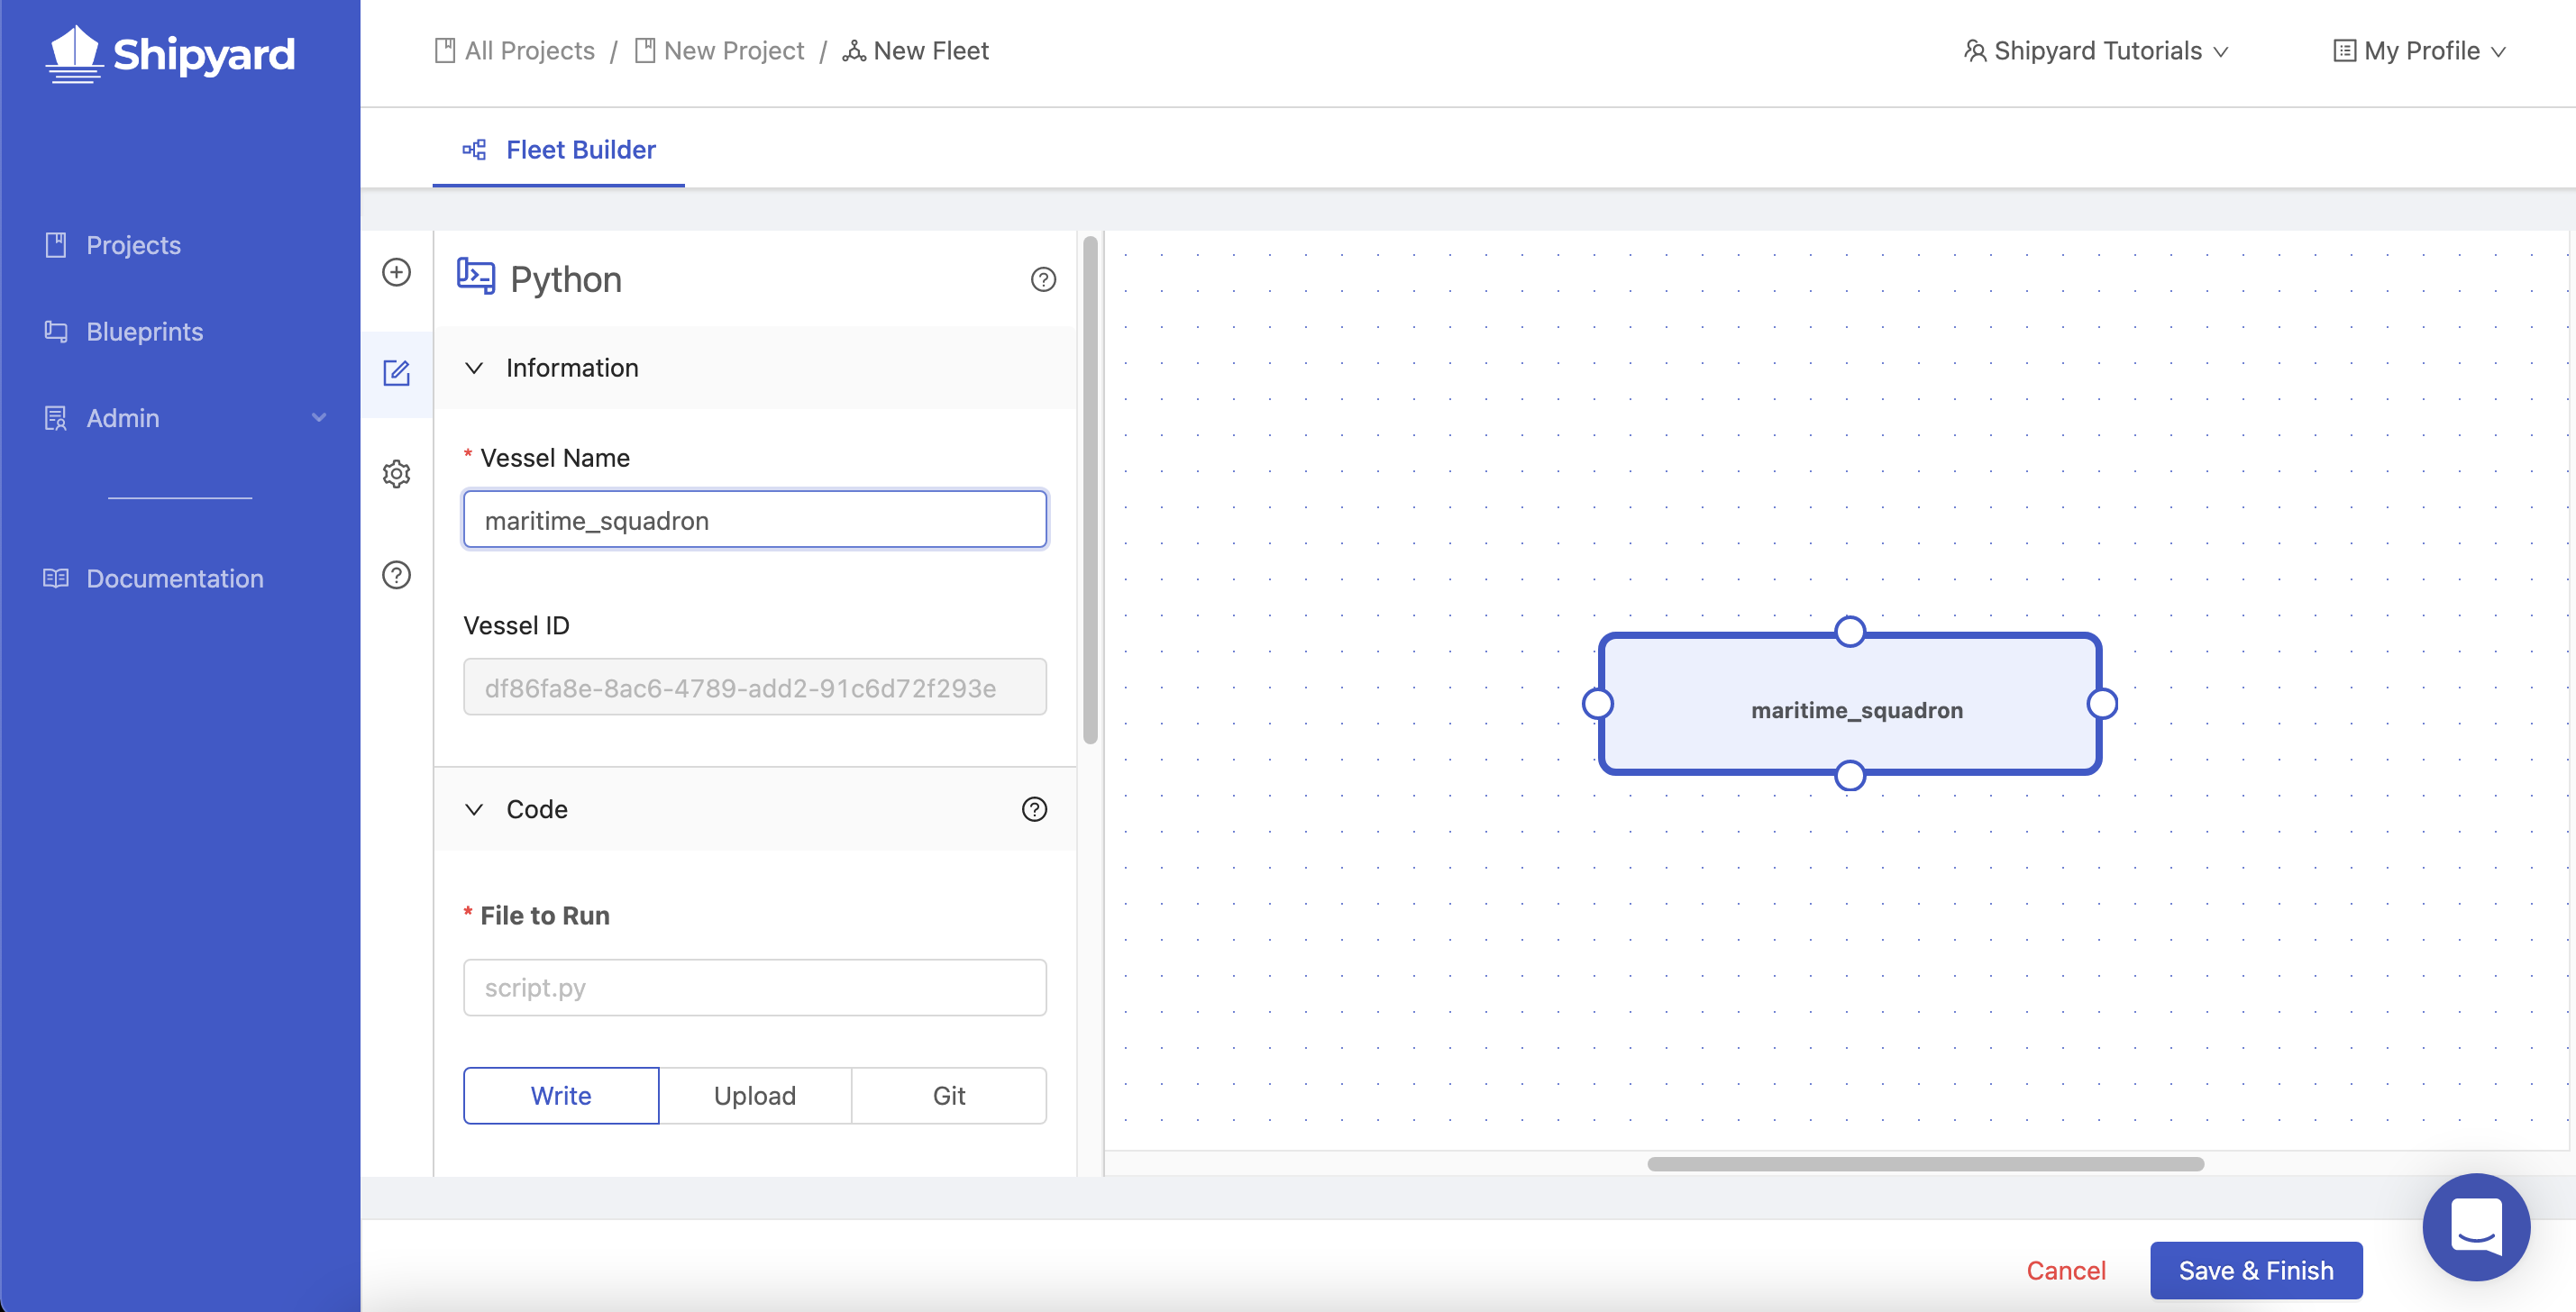 Shipyard
All Projects / New Project / New Fleet
Shipyard Tutorials
My Profile
Fleet Builder
Projects
Blueprints
Admin
Documentation
Python
Information
* Vessel Name
maritime_squadron
Vessel ID
df86fa8e-8ac6-4789-add2-91c6d72f293e
Code
* File to Run
script.py
Write
Upload
Git
maritime_squadron
Cancel
Save & Finish